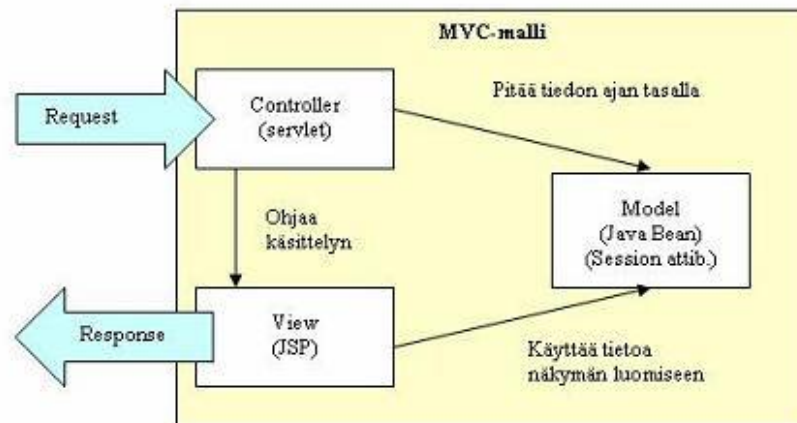 MVC-malli
Request
Controller
(servlet)
Pitää tiedon ajan tasalla
Ohjaa
käsittelyn
Model
(Java Bean)
(Session attib.)
Response
View
(JSP)
Käyttää tietoa
näkymän luomiseen